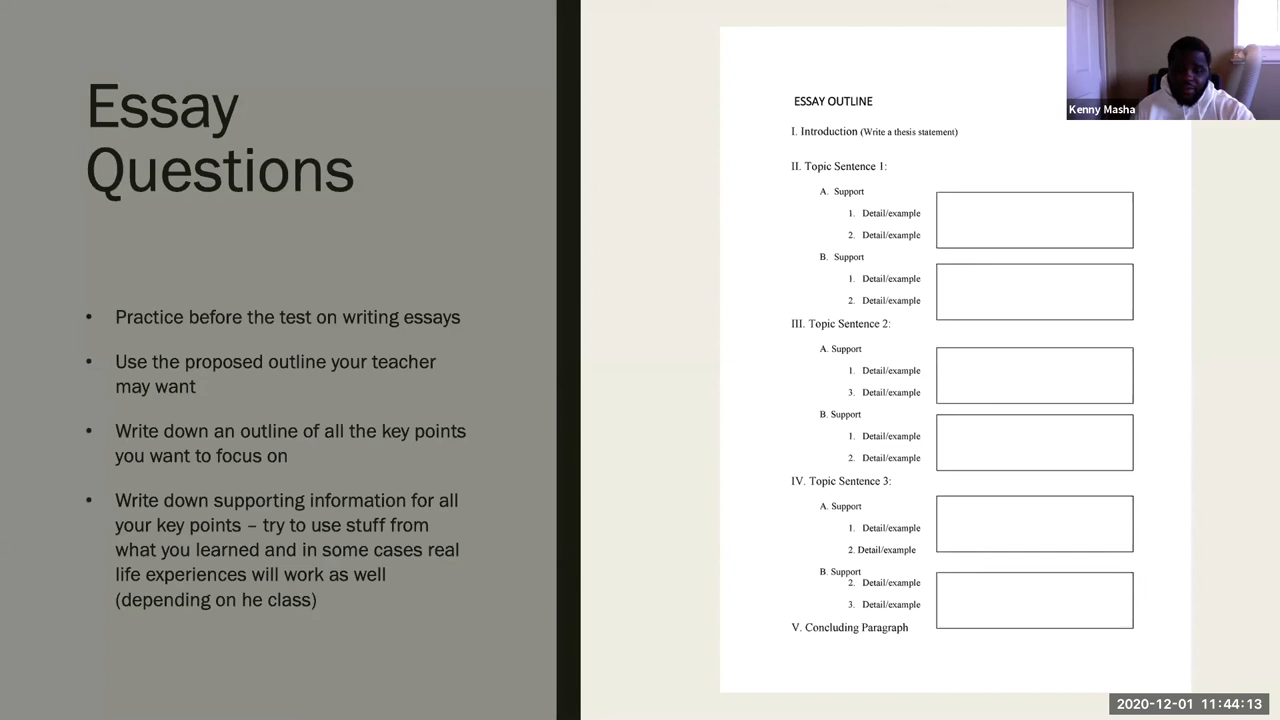 Essay
Questions
• Practice before the test on writing essays
• Use the proposed outline your teacher
may want
• Write down an outline of all the key points
you want to focus on
• Write down supporting information for all
your key points – try to use stuff from
what you learned and in some cases real
life experiences will work as well
(depending on he class)
ESSAY OUTLINE
I. Introduction (Write a thesis statement)
II. Topic Sentence 1:
A. Support
1. Detail/example
2. Detail/example
B. Support
1. Detail/example
2. Detail/example
III. Topic Sentence 2:
A. Support
1. Detail/example
3. Detail/example
B. Support
1. Detail/example
2. Detail/example
IV. Topic Sentence 3:
A. Support
1. Detail/example
2. Detail/example
B. Support
2. Detail/example
3. Detail/example
V. Concluding Paragraph
Kenny Masha
2020-12-01 11:44:13